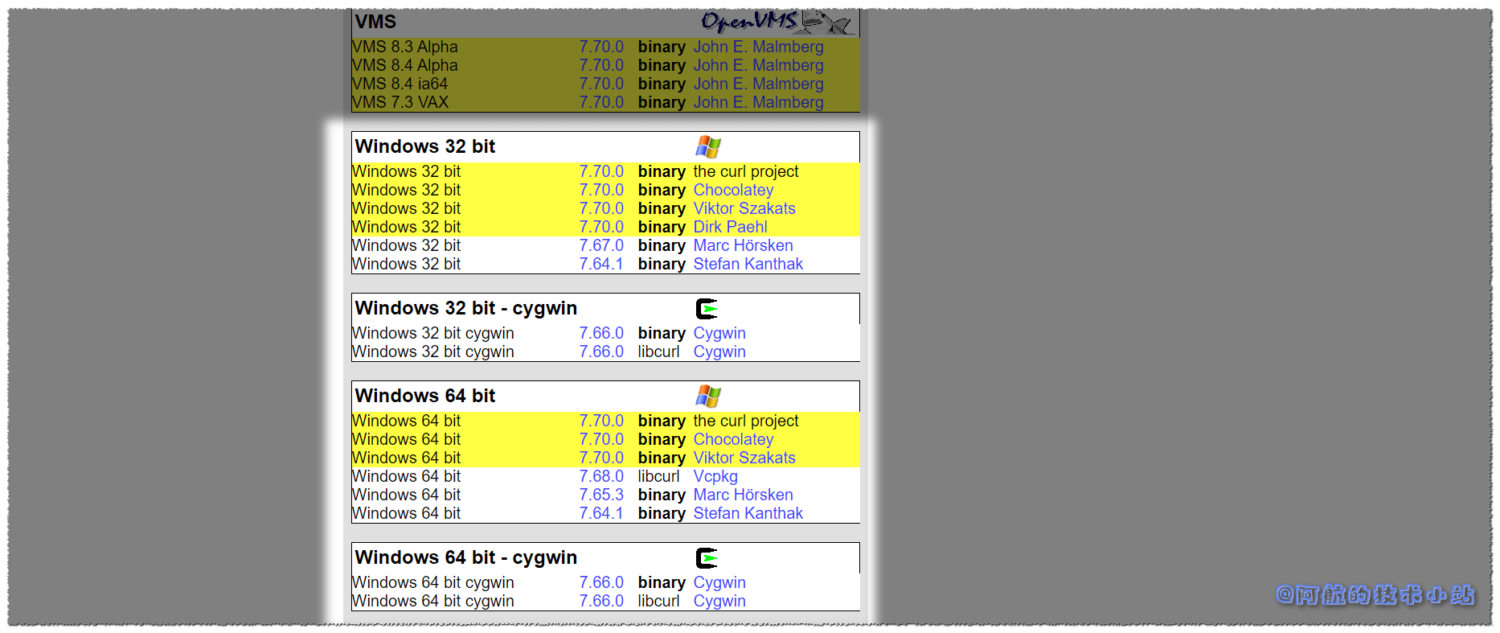 VMS OpenVMS
VMS 8.3 Alpha 7.70.0 binary John E. Malmberg
VMS 8.4 Alpha 7.70.0 binary John E. Malmberg
VMS 8.4 ia64 7.70.0 binary John E. Malmberg
VMS 7.3 VAX 7.70.0 binary John E. Malmberg
Windows 32 bit
Windows 32 bit 7.70.0 binary the curl project
Windows 32 bit 7.70.0 binary Chocolatey
Windows 32 bit 7.70.0 binary Viktor Szakats
Windows 32 bit 7.70.0 binary Dirk Paehl
Windows 32 bit 7.67.0 binary Marc Hörsken
Windows 32 bit 7.64.1 binary Stefan Kanthak
Windows 32 bit - cygwin
Windows 32 bit cygwin 7.66.0 binary Cygwin
Windows 32 bit cygwin 7.66.0 libcurl Cygwin
Windows 64 bit
Windows 64 bit 7.70.0 binary the curl project
Windows 64 bit 7.70.0 binary Chocolatey
Windows 64 bit 7.70.0 binary Viktor Szakats
Windows 64 bit 7.68.0 libcurl Vcpkg
Windows 64 bit 7.65.3 binary Marc Hörsken
Windows 64 bit 7.64.1 binary Stefan Kanthak
Windows 64 bit - cygwin
Windows 64 bit cygwin 7.66.0 binary Cygwin
Windows 64 bit cygwin 7.66.0 libcurl Cygwin
@阿航的技术小站